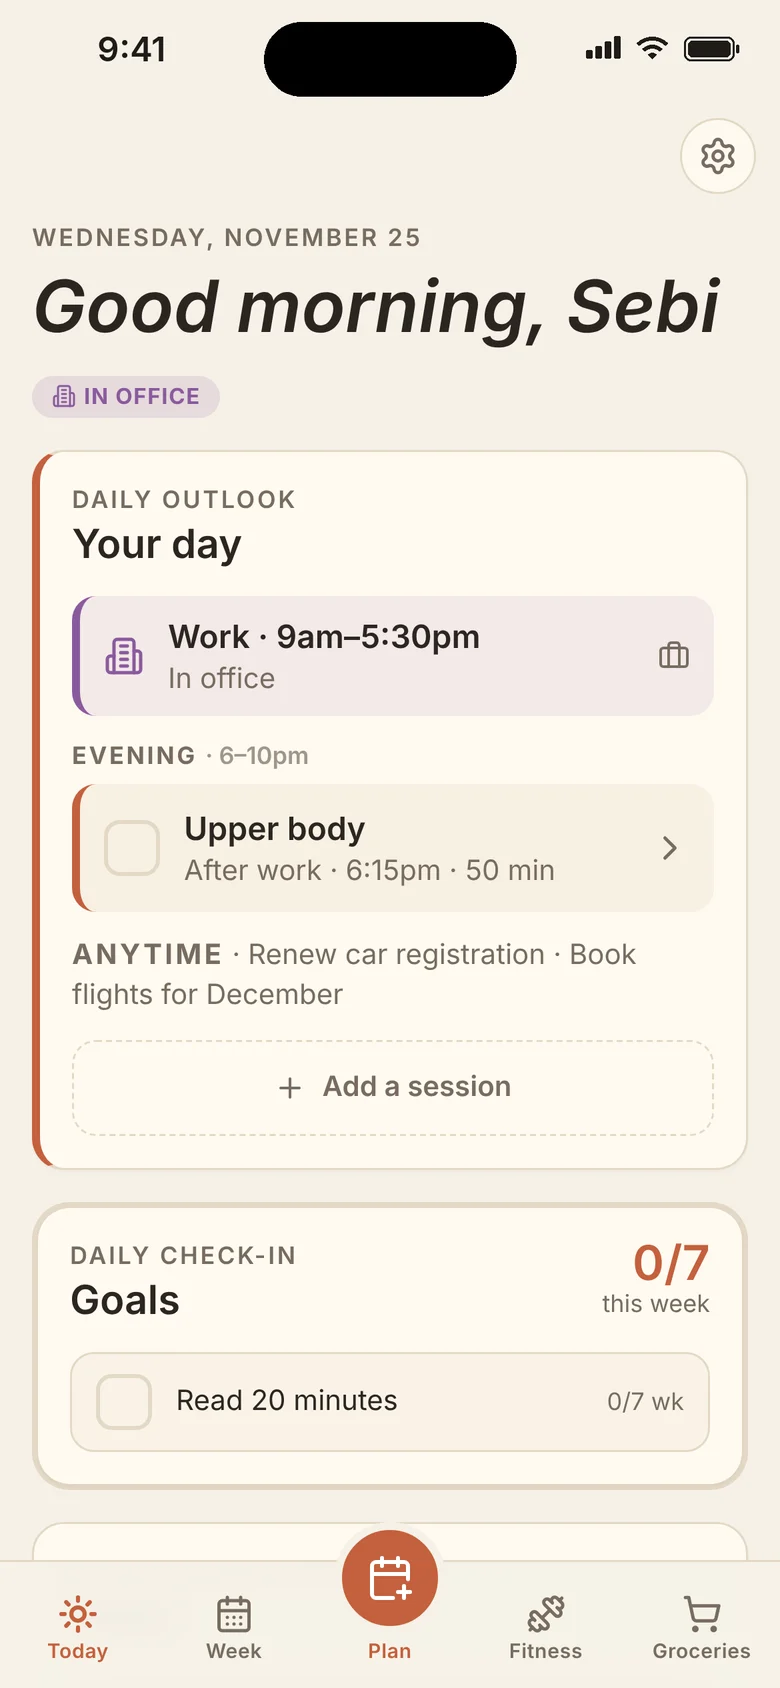 9:41
WEDNESDAY, NOVEMBER 25
Good morning, Sebi
IN OFFICE
DAILY OUTLOOK
Your day
Work · 9am–5:30pm
In office
EVENING · 6–10pm
Upper body
After work · 6:15pm · 50 min
ANYTIME · Renew car registration · Book
flights for December
+ Add a session
DAILY CHECK-IN
0/7
Goals
this week
Read 20 minutes
0/7 wk
Today
Week
Plan
Fitness
Groceries